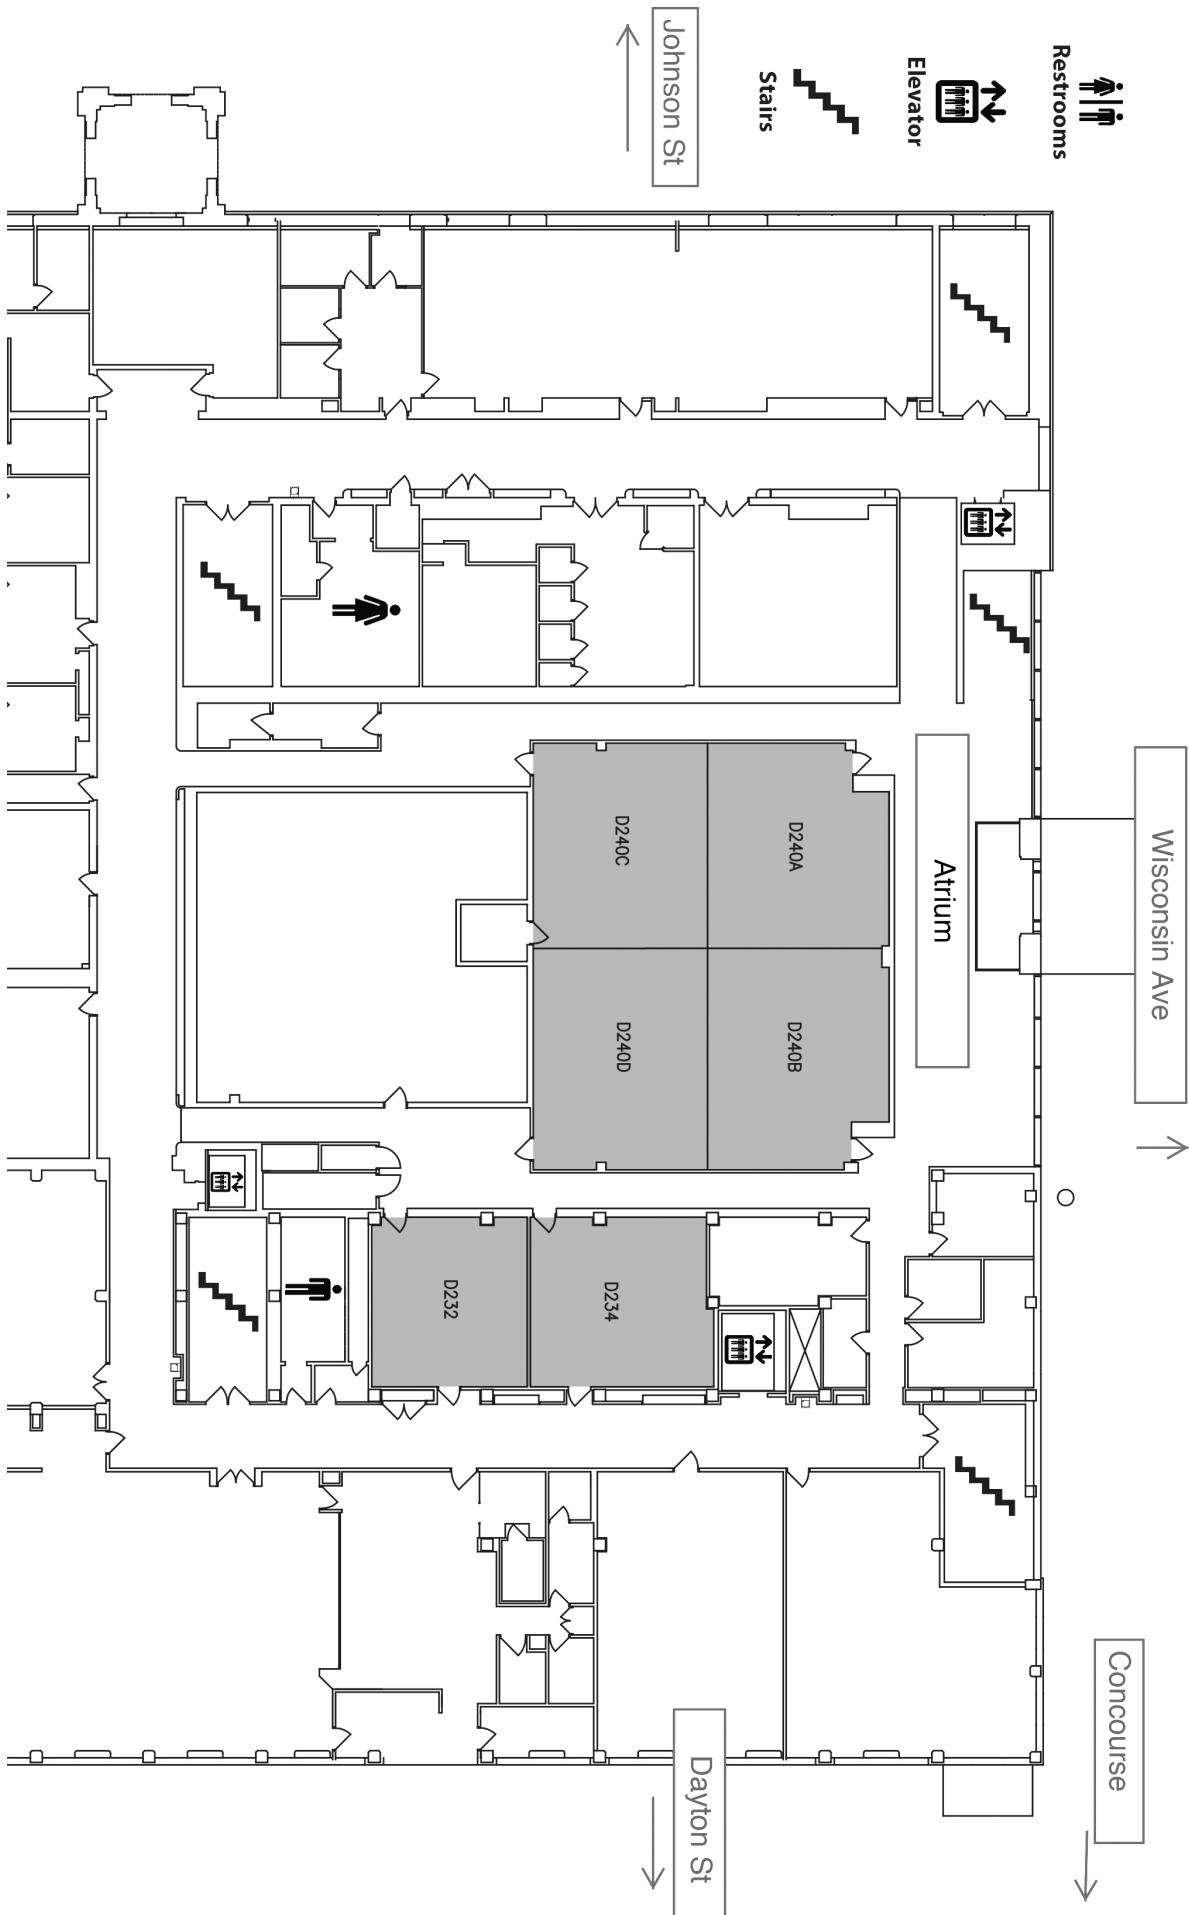 Restrooms
Elevator
Stairs
Johnson St
Wisconsin Ave
Atrium
D240A
D240C
D240B
D240D
D234
D232
Concourse
Dayton St